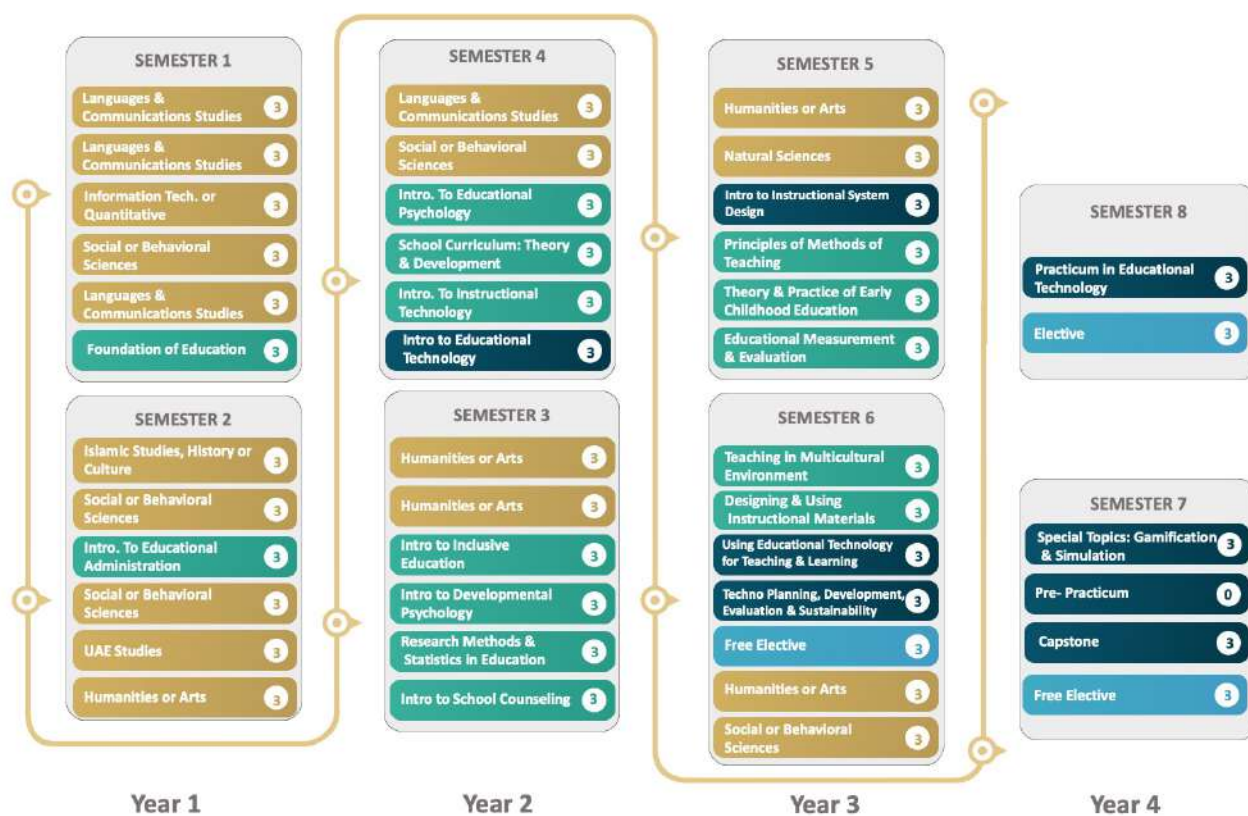 SEMESTER 1
Languages &
Communications Studies 3
Languages &
Communications Studies 3
Information Tech. or
Quantitative 3
Social or Behavioral
Sciences 3
Languages &
Communications Studies 3
Foundation of Education 3
SEMESTER 2
Islamic Studies, History or
Culture 3
Social or Behavioral
Sciences 3
Intro. To Educational
Administration 3
Social or Behavioral
Sciences 3
UAE Studies 3
Humanities or Arts 3
Year 1
SEMESTER 4
Languages &
Communications Studies 3
Social or Behavioral
Sciences 3
Intro. To Educational
Psychology 3
School Curriculum: Theory
& Development 3
Intro. To Instructional
Technology 3
Intro to Educational
Technology 3
SEMESTER 3
Humanities or Arts 3
Humanities or Arts 3
Intro to Inclusive
Education 3
Intro to Developmental
Psychology 3
Research Methods &
Statistics in Education 3
Intro to School Counseling 3
Year 2
SEMESTER 5
Humanities or Arts 3
Natural Sciences 3
Intro to Instructional System
Design 3
Principles of Methods of
Teaching 3
Theory & Practice of Early
Childhood Education 3
Educational Measurement
& Evaluation 3
SEMESTER 6
Teaching in Multicultural
Environment 3
Designing & Using
Instructional Materials 3
Using Educational Technology
for Teaching & Learning 3
Techno Planning, Development,
Evaluation & Sustainability 3
Free Elective 3
Humanities or Arts 3
Social or Behavioral
Sciences 3
Year 3
SEMESTER 8
Practicum in Educational
Technology 3
Elective 3
SEMESTER 7
Special Topics: Gamification
& Simulation 3
Pre- Practicum 0
Capstone 3
Free Elective 3
Year 4